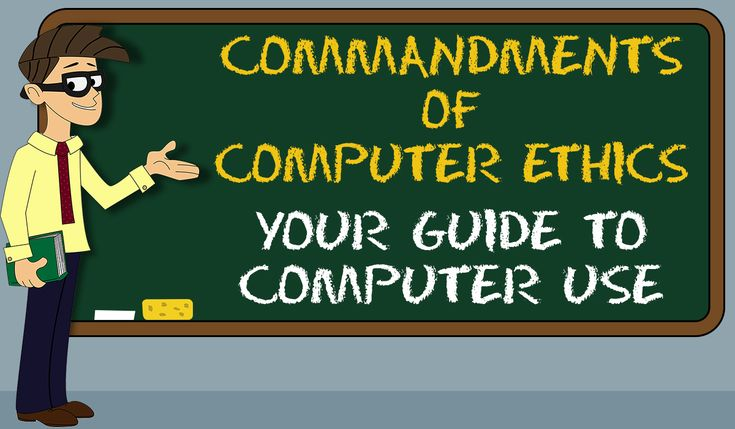 COMMANDMENTS
OF
COMPUTER ETHICS
YOUR GUIDE TO
COMPUTER USE